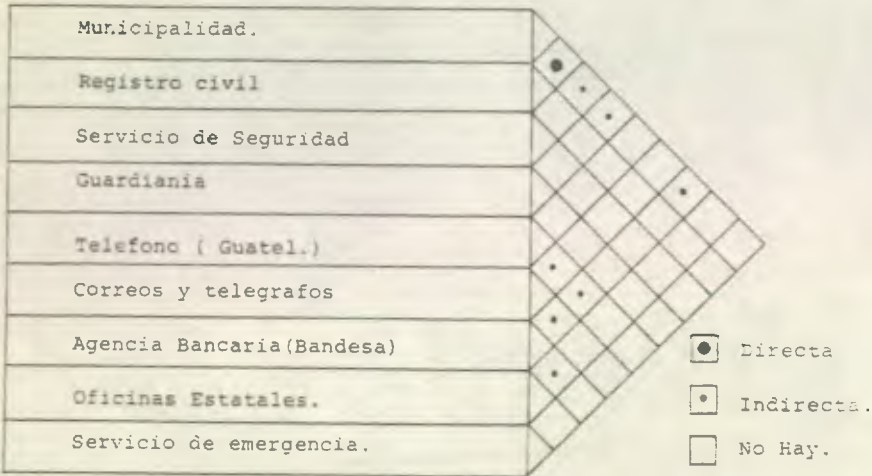 Municipalidad.
Registro civil
Servicio de Seguridad
Guardiania
Telefono ( Guatel.)
Correos y telegrafos
Agencia Bancaria(Bandesa)
Oficinas Estatales.
Servicio de emergencia.
Directa
Indirecta.
No Hay.